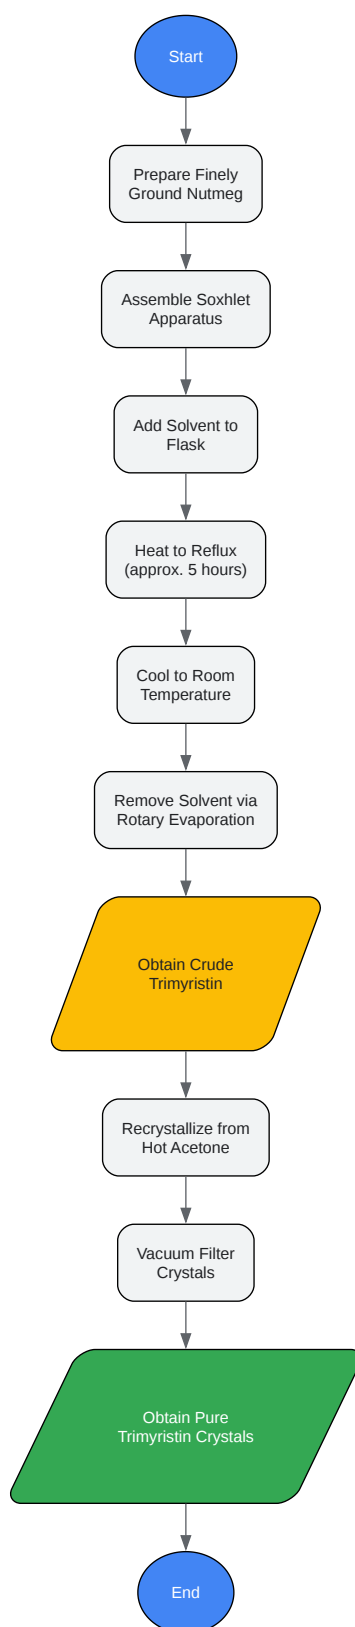 Start
Prepare Finely
Ground Nutmeg
Assemble Soxhlet
Apparatus
Add Solvent to
Flask
Heat to Reflux
(approx. 5 hours)
Cool to Room
Temperature
Remove Solvent via
Rotary Evaporation
Obtain Crude
Trimyristin
Recrystallize from
Hot Acetone
Vacuum Filter
Crystals
Obtain Pure
Trimyristin Crystals
End